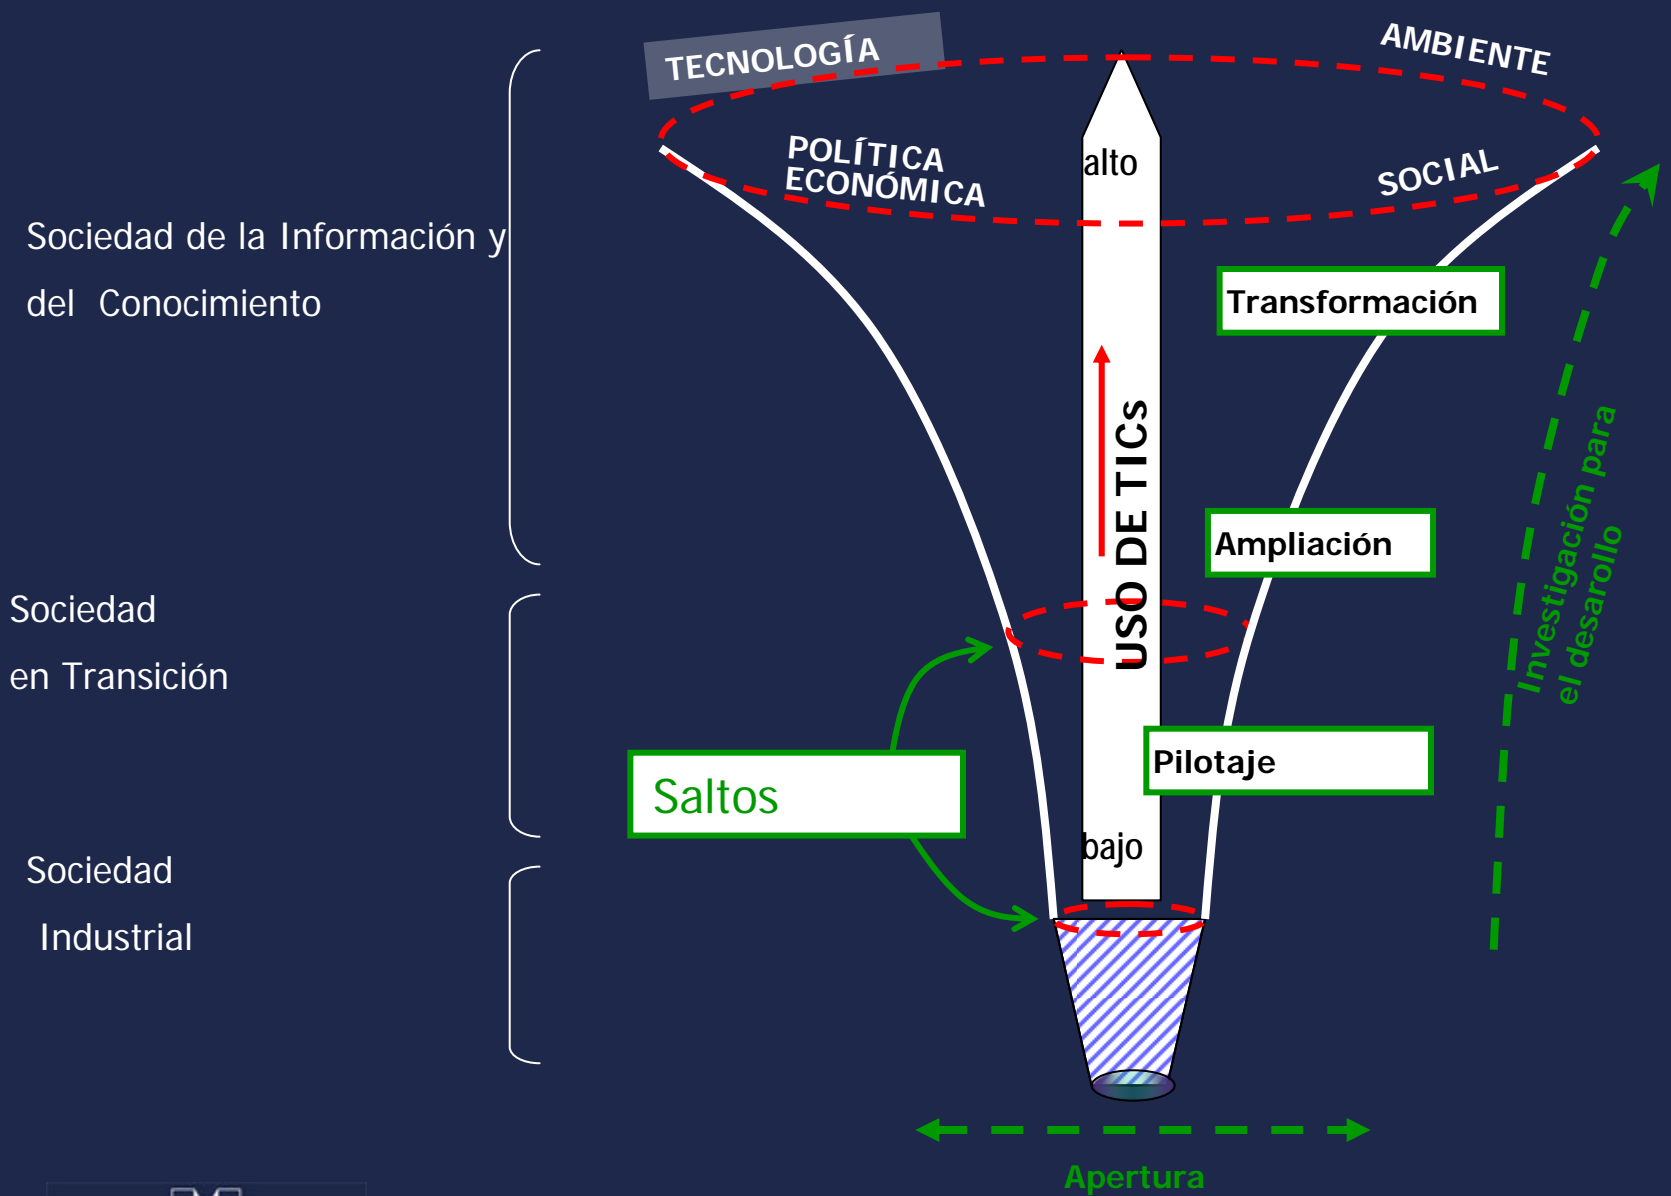 TECNOLOGÍA
AMBIENTE
POLÍTICA
ECONÓMICA
SOCIAL
alto
Sociedad de la Información y
del Conocimiento
Transformación
USO DE TICs
Ampliación
Investigación para
el desarollo
Sociedad
en Transición
Pilotaje
Saltos
bajo
Sociedad
Industrial
Apertura